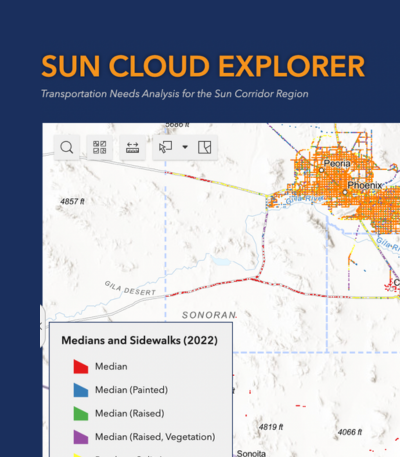 SUN CLOUD EXPLORER
Transportation Needs Analysis for the Sun Corridor Region
5686 ft
Peoria
Phoenix
Gila River
4857 ft
GILA DESERT
SONORAN
Medians and Sidewalks (2022)
Median
Median (Painted)
Median (Raised)
Median (Raised, Vegetation)
4819 ft
4066 ft
Sonoita